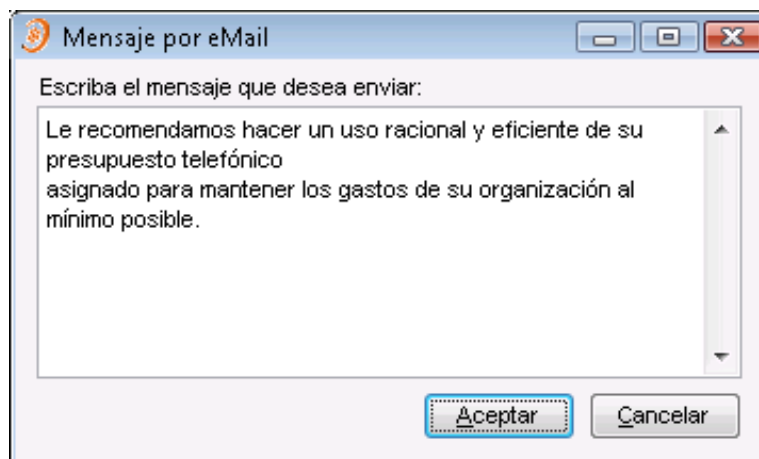 Mensaje por eMail
Escriba el mensaje que desea enviar:
Le recomendamos hacer un uso racional y eficiente de su
presupuesto telefónico
asignado para mantener los gastos de su organización al
mínimo posible.
Aceptar
Cancelar